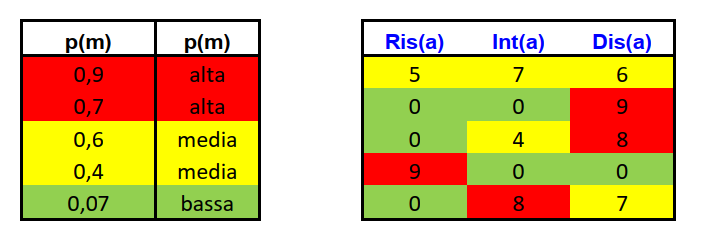 p(m) p(m) Ris(a) Int(a) Dis(a)
0,9 alta 5 7 6
0,7 alta 0 0 9
0,6 media 0 4 8
0,4 media 9 0 0
0,07 bassa 0 8 7